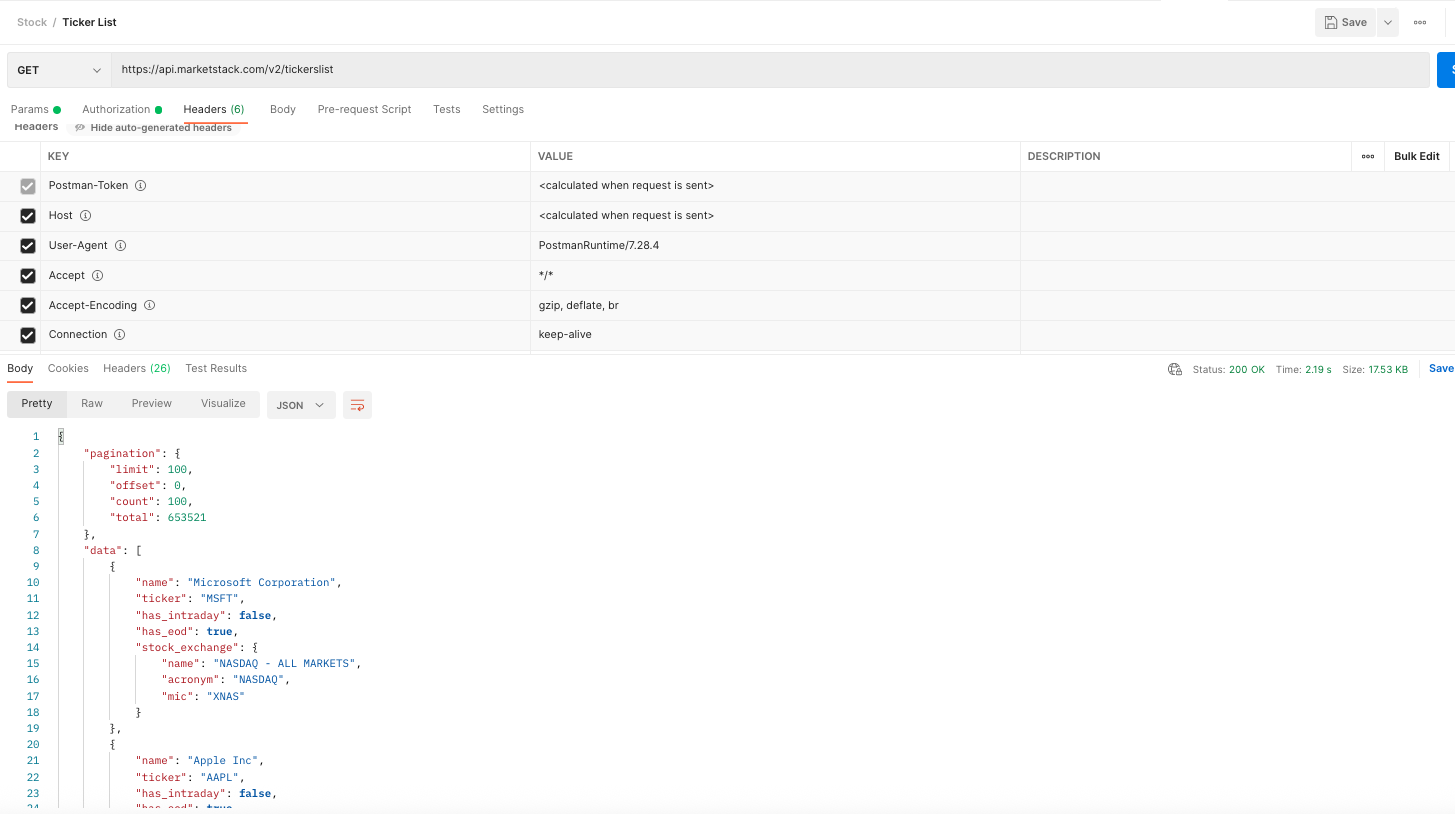 Stock / Ticker List
Save
GET
https://api.marketstack.com/v2/tickerslist
Params Authorization Headers (6) Body Pre-request Script Tests Settings
Headers Hide auto-generated headers
KEY VALUE DESCRIPTION Bulk Edit
Postman-Token <calculated when request is sent>
Host <calculated when request is sent>
User-Agent PostmanRuntime/7.28.4
Accept */*
Accept-Encoding gzip, deflate, br
Connection keep-alive
Body Cookies Headers (26) Test Results Status: 200 OK Time: 2.19 s Size: 17.53 KB Save
Pretty Raw Preview Visualize JSON
1 {
2 "pagination": {
3 "limit": 100,
4 "offset": 0,
5 "count": 100,
6 "total": 653521
7 },
8 "data": [
9 {
10 "name": "Microsoft Corporation",
11 "ticker": "MSFT",
12 "has_intraday": false,
13 "has_eod": true,
14 "stock_exchange": {
15 "name": "NASDAQ - ALL MARKETS",
16 "acronym": "NASDAQ",
17 "mic": "XNAS"
18 }
19 },
20 {
21 "name": "Apple Inc",
22 "ticker": "AAPL",
23 "has_intraday": false,
24 "has_eod": true